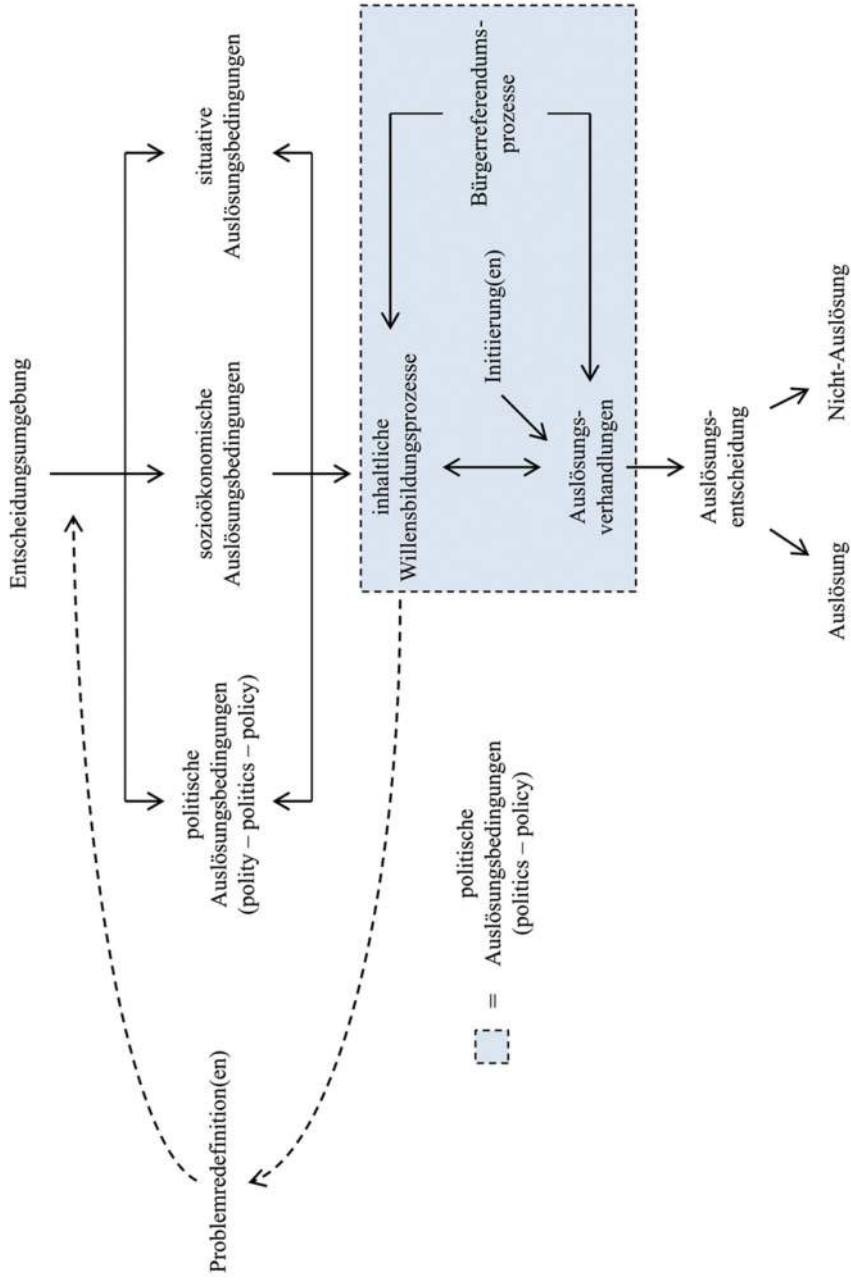 Entscheidungsumgebung
politische
Auslösungsbedingungen
(polity – politics – policy)
sozioökonomische
Auslösungsbedingungen
situative
Auslösungsbedingungen
Problemredefinition(en)
inhaltliche
Willensbildungsprozesse
Initiierung(en)
Bürgerreferendums-
prozesse
Auslösungs-
verhandlungen
=
politische
Auslösungsbedingungen
(politics – policy)
Auslösungs-
entscheidung
Auslösung
Nicht-Auslösung